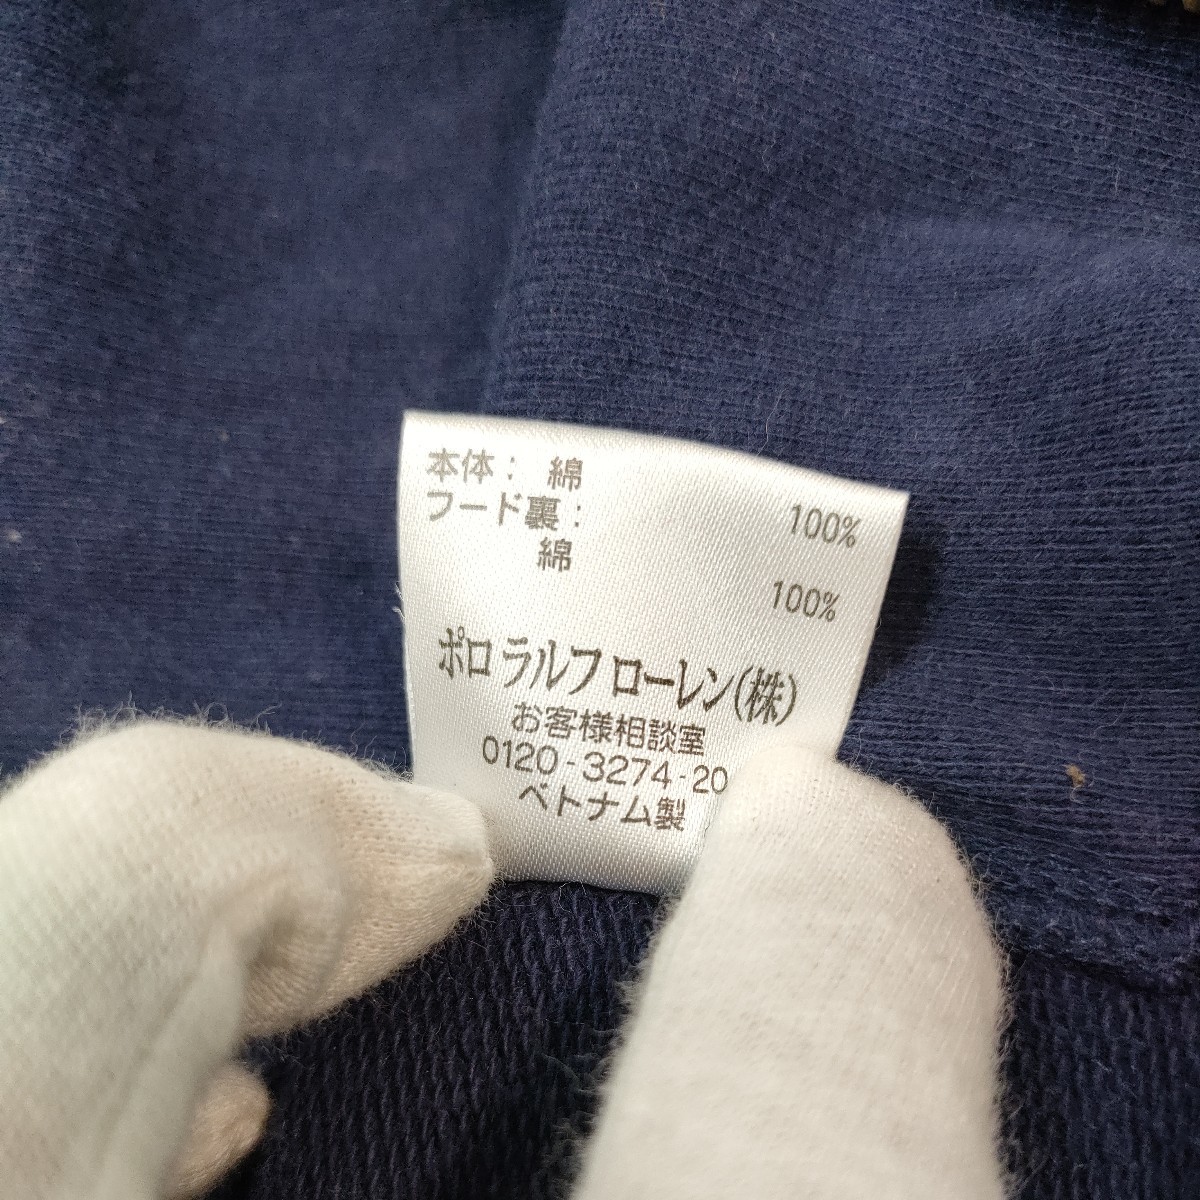 本体: 綿 100%
フード裏:
綿 100%
ポロ ラルフ ローレン(株)
お客様相談室
0120-3274-20
ベトナム製